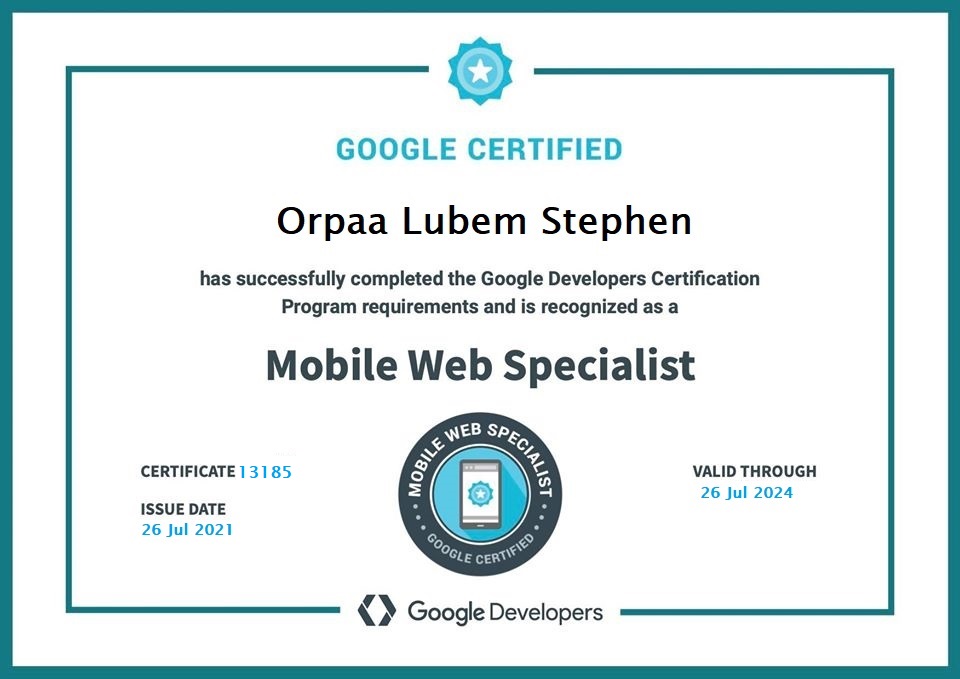 GOOGLE CERTIFIED
Orpaa Lubem Stephen
has successfully completed the Google Developers Certification
Program requirements and is recognized as a
Mobile Web Specialist
CERTIFICATE 13185
ISSUE DATE
26 Jul 2021
MOBILE WEB SPECIALIST
GOOGLE CERTIFIED
VALID THROUGH
26 Jul 2024
Google Developers